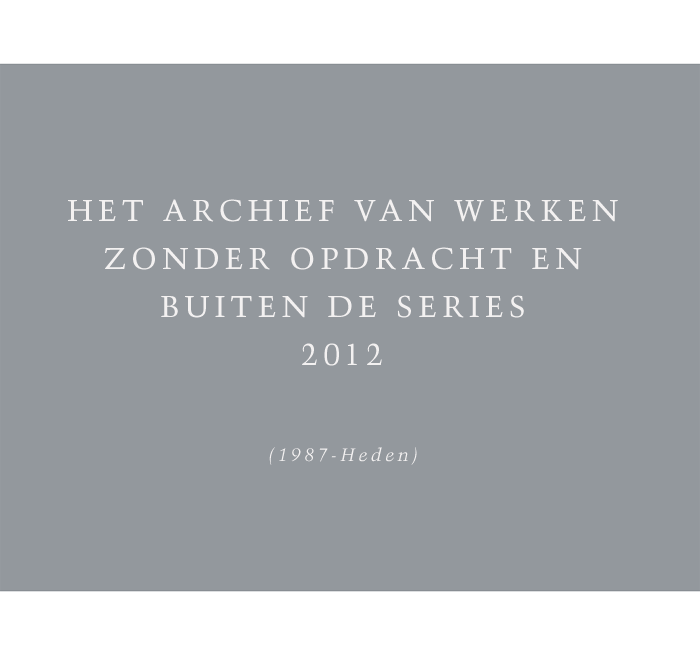 HET ARCHIEF VAN WERKEN
ZONDER OPDRACHT EN
BUITEN DE SERIES
2012
(1987-Heden)